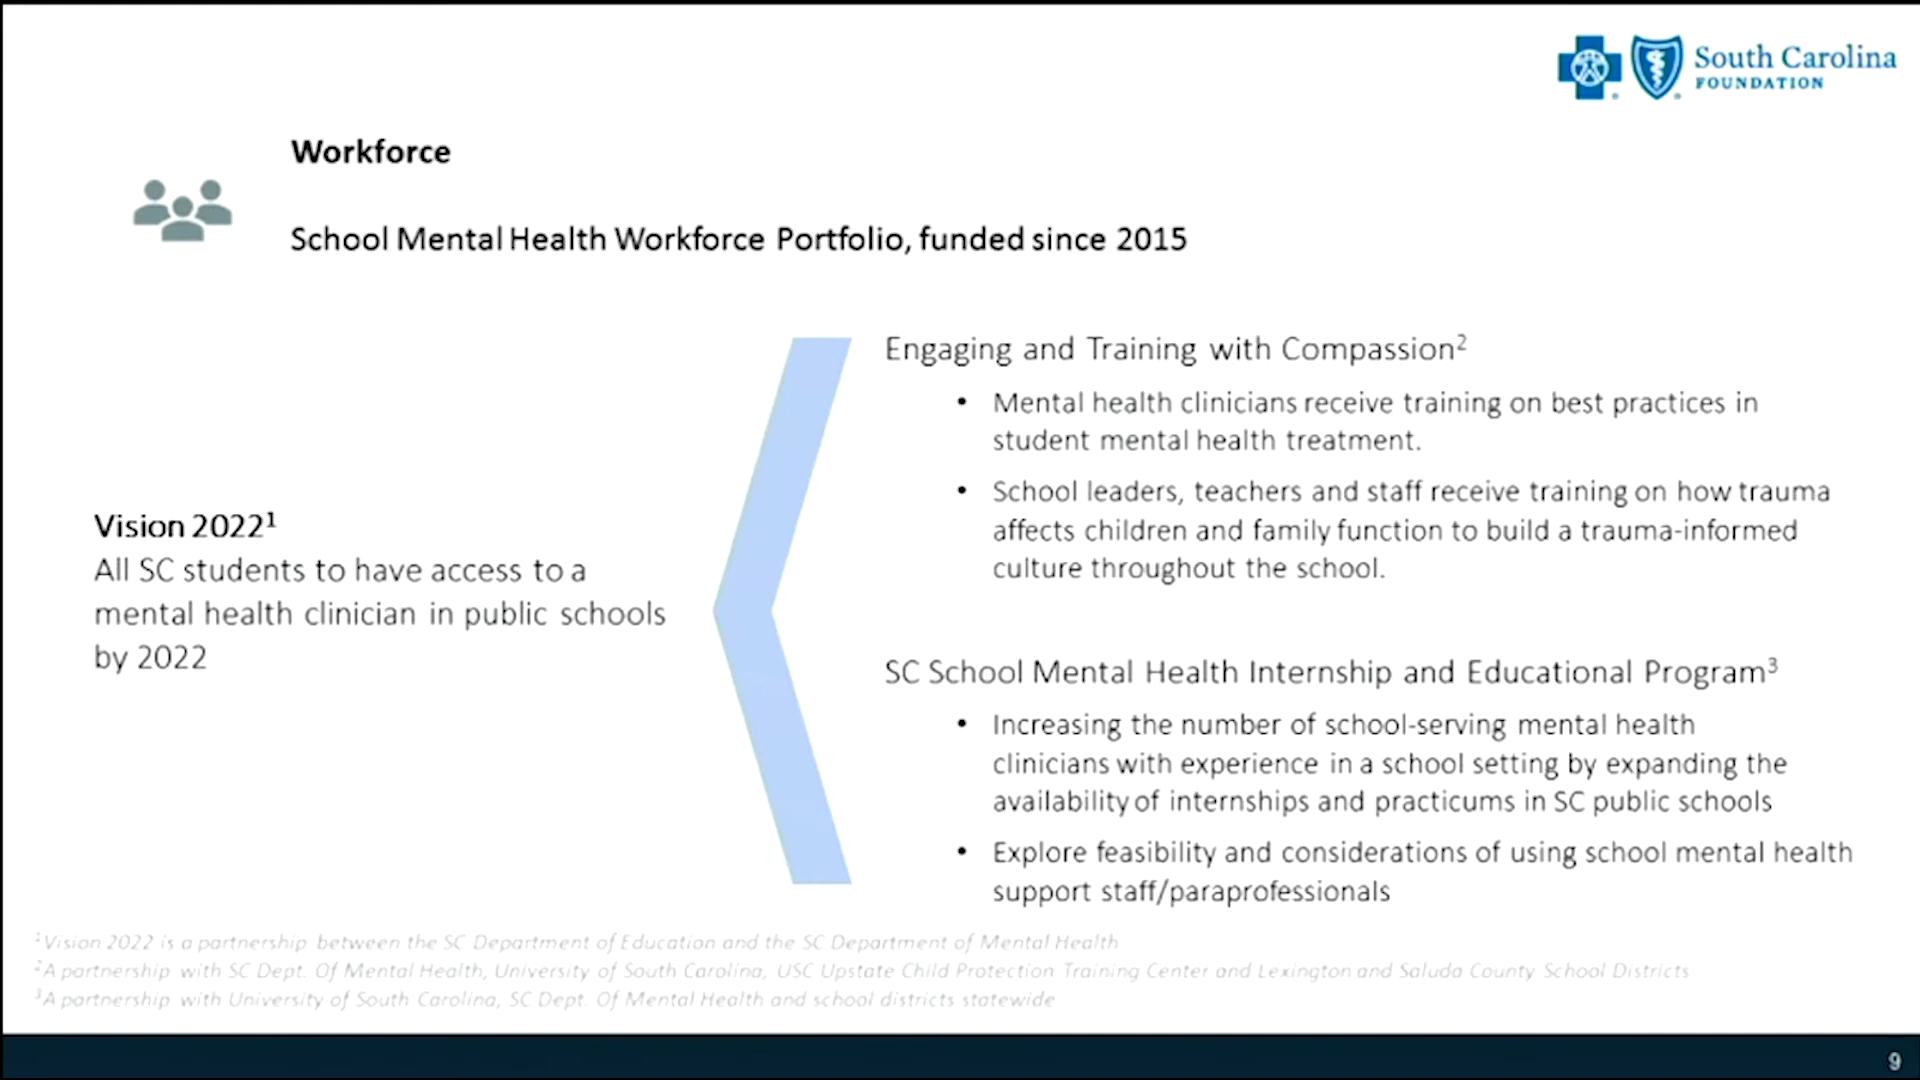 South Carolina
FOUNDATION
Workforce
School Mental Health Workforce Portfolio, funded since 2015
Vision 2022¹
All SC students to have access to a
mental health clinician in public schools
by 2022
Engaging and Training with Compassion²
• Mental health clinicians receive training on best practices in
student mental health treatment.
• School leaders, teachers and staff receive training on how trauma
affects children and family function to build a trauma-informed
culture throughout the school.
SC School Mental Health Internship and Educational Program³
• Increasing the number of school-serving mental health
clinicians with experience in a school setting by expanding the
availability of internships and practicums in SC public schools
• Explore feasibility and considerations of using school mental health
support staff/paraprofessionals
¹Vision 2022 is a partnership between the SC Department of Education and the SC Department of Mental Health
²A partnership with SC Dept. Of Mental Health, University of South Carolina, USC Upstate Child Protection Training Center and Lexington and Saluda County School Districts
³A partnership with University of South Carolina, SC Dept. Of Mental Health and school districts statewide
9